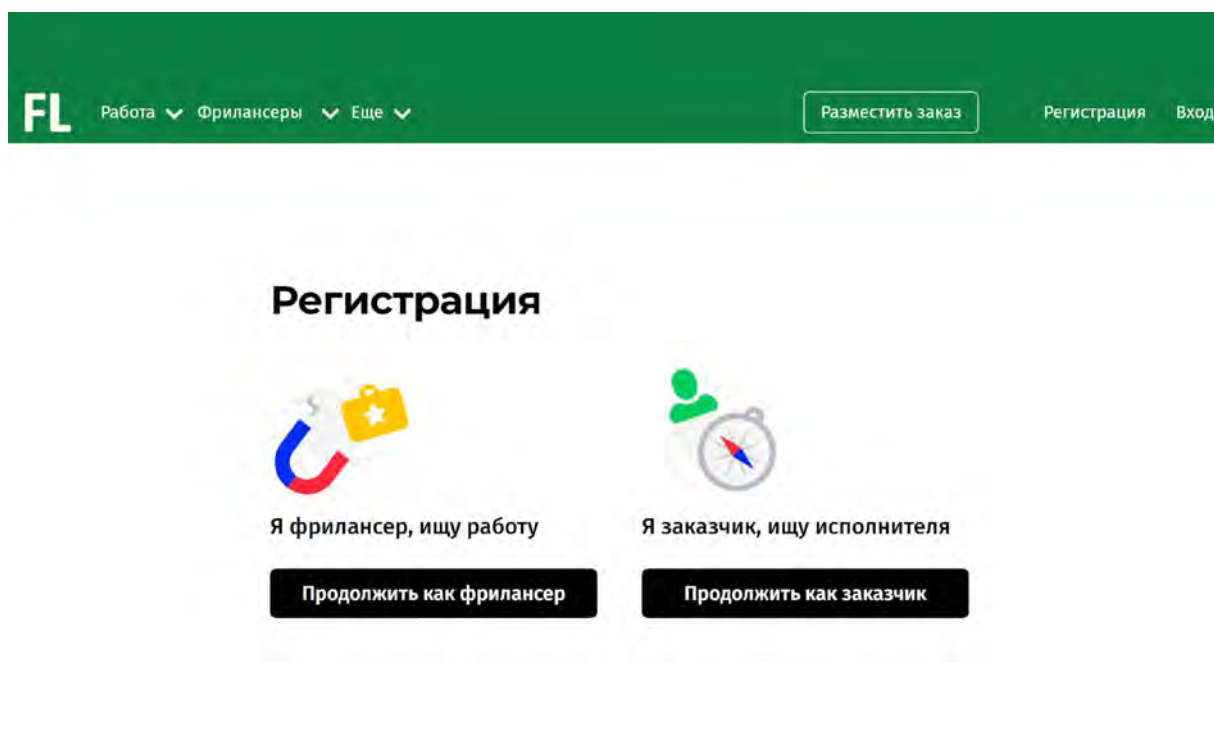 FL Работа Фрилансеры Еще Разместить заказ Регистрация Вход
Регистрация
Я фрилансер, ищу работу Я заказчик, ищу исполнителя
Продолжить как фрилансер Продолжить как заказчик